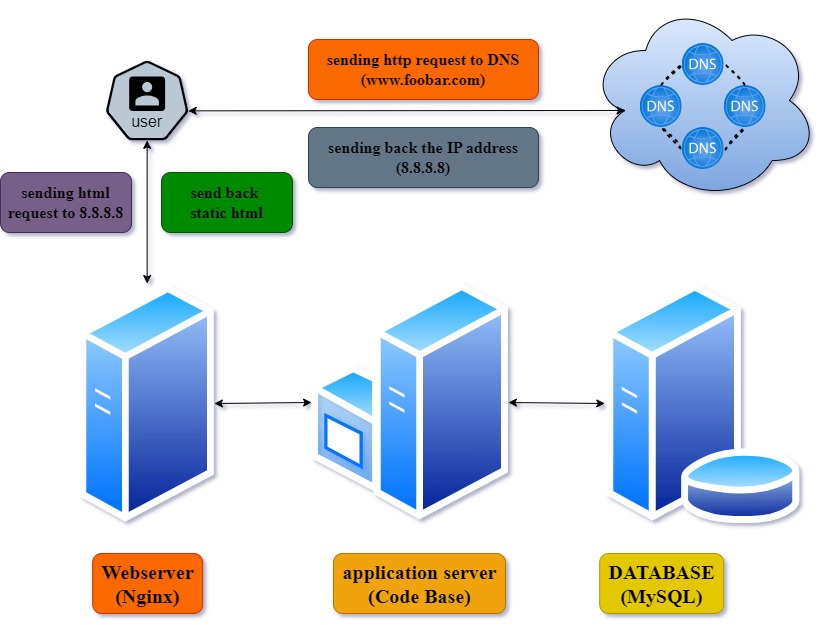 sending http request to DNS
(www.foobar.com)
DNS
DNS
DNS
DNS
user
sending back the IP address
(8.8.8.8)
sending html
request to 8.8.8.8
send back
static html
Webserver
(Nginx)
application server
(Code Base)
DATABASE
(MySQL)